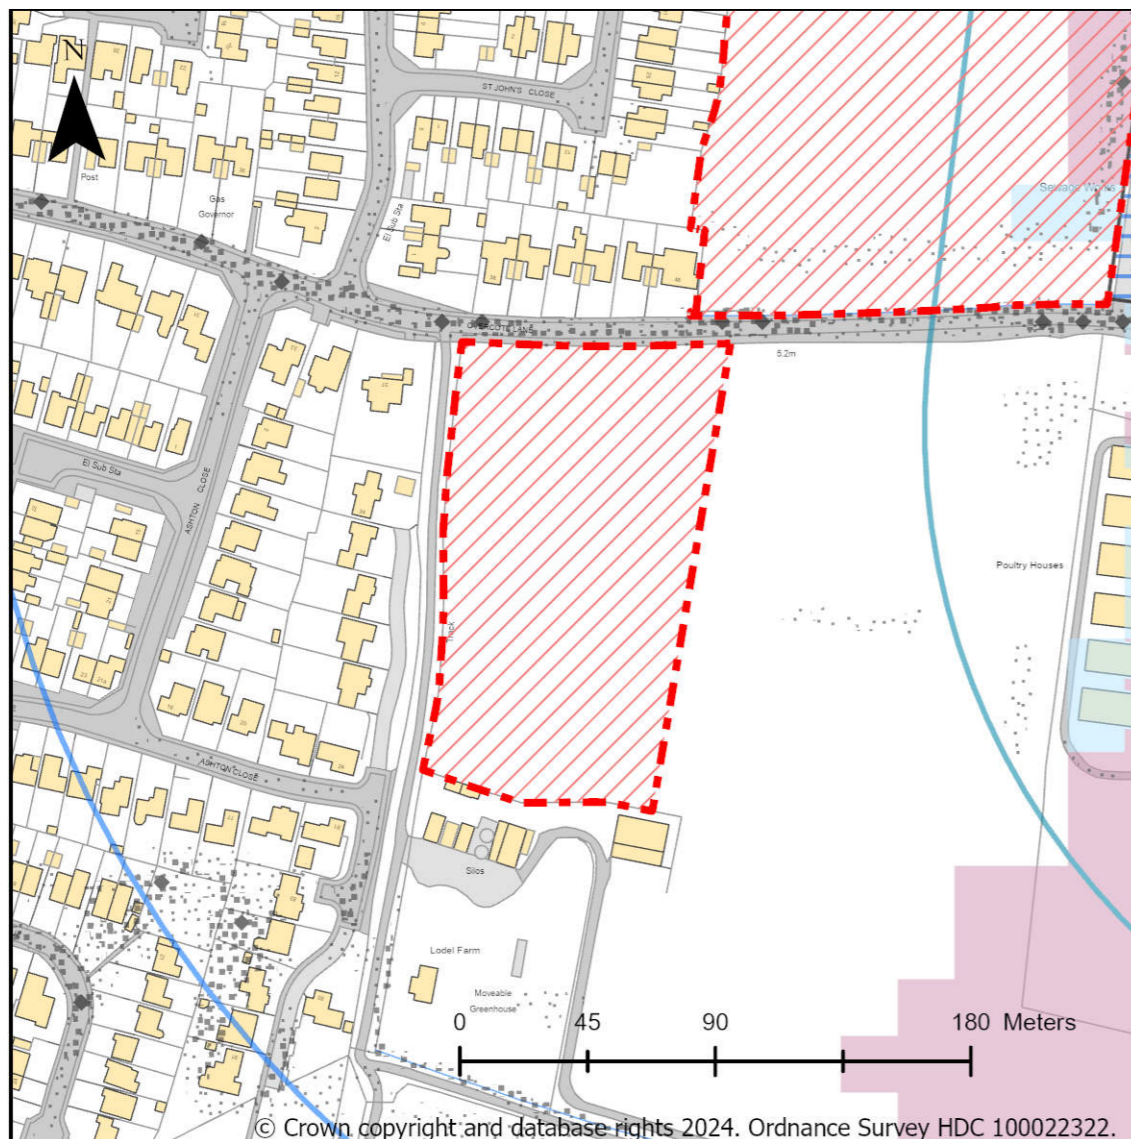 N
ST JOHN'S CLOSE
Post
Gas
Governor
El Sub Sta
Sewage Works
OVERCOTE LANE
5.2m
El Sub Sta
ASHTON CLOSE
Poultry Houses
Track
ASHTON CLOSE
Silos
Lodel Farm
Moveable
Greenhouse
0 45 90 180 Meters
© Crown copyright and database rights 2024. Ordnance Survey HDC 100022322.